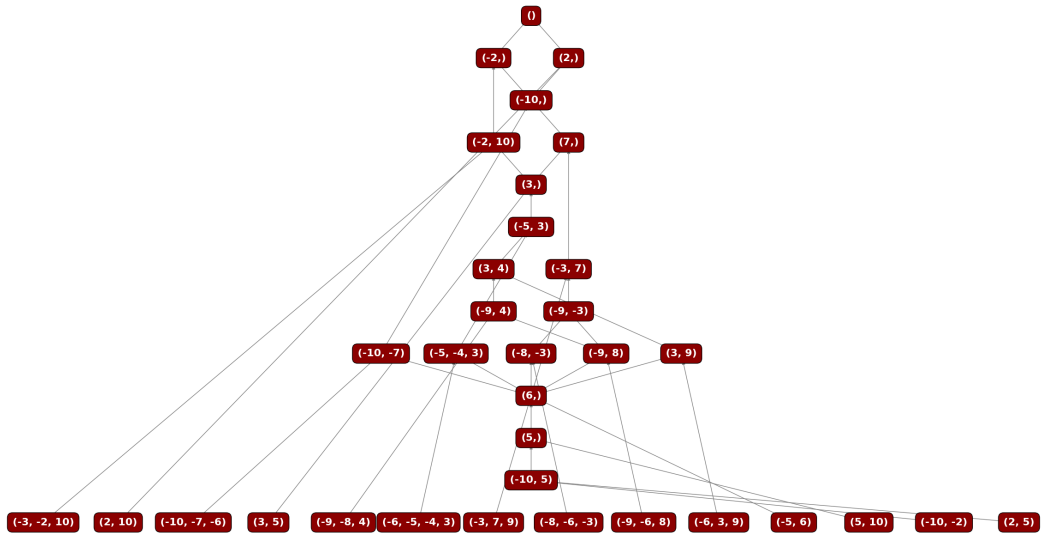 ()
(-2,) (2,)
(-10,)
(-2, 10) (7,)
(3,)
(-5, 3)
(3, 4) (-3, 7)
(-9, 4) (-9, -3)
(-10, -7) (-5, -4, 3) (-8, -3) (-9, 8) (3, 9)
(6,)
(5,)
(-10, 5)
(-3, -2, 10) (2, 10) (-10, -7, -6) (3, 5) (-9, -8, 4) (-6, -5, -4, 3) (-3, 7, 9) (-8, -6, -3) (-9, -6, 8) (-6, 3, 9) (-5, 6) (5, 10) (-10, -2) (2, 5)